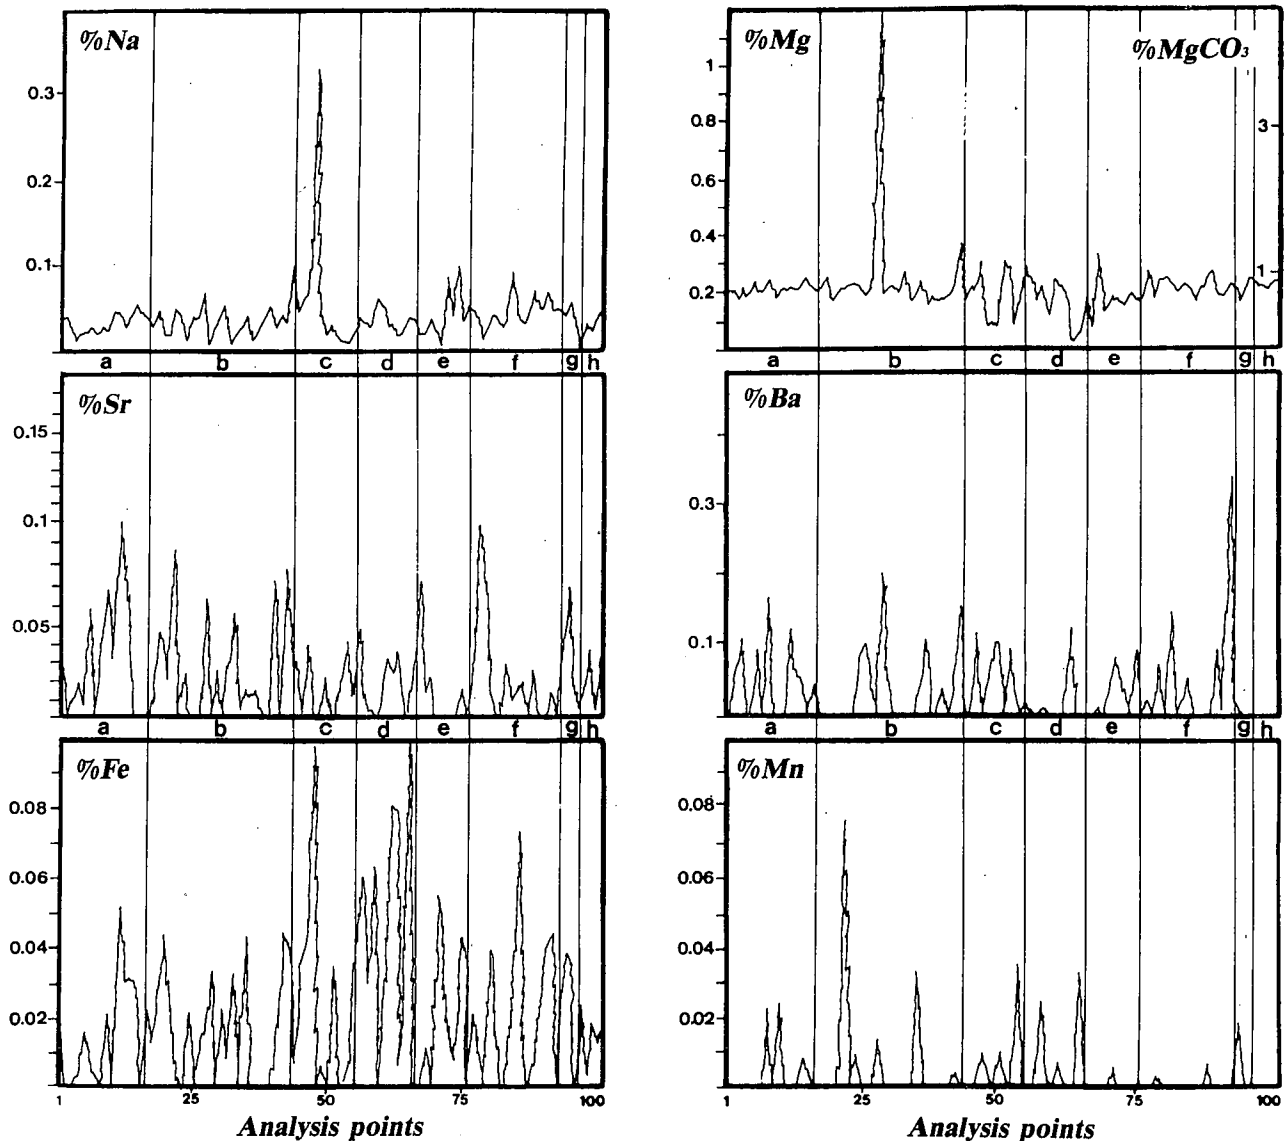 %Na
0.3
0.2
0.1
a b c d e f g h
%Mg
%MgCO₃
1
0.8
0.6
0.4
0.2
3
1
a b c d e f g h
%Sr
0.15
0.1
0.05
a b c d e f g h
%Ba
0.3
0.1
a b c d e f g h
%Fe
0.08
0.06
0.04
0.02
1 25 50 75 100
Analysis points
%Mn
0.08
0.06
0.04
0.02
1 25 50 75 100
Analysis points